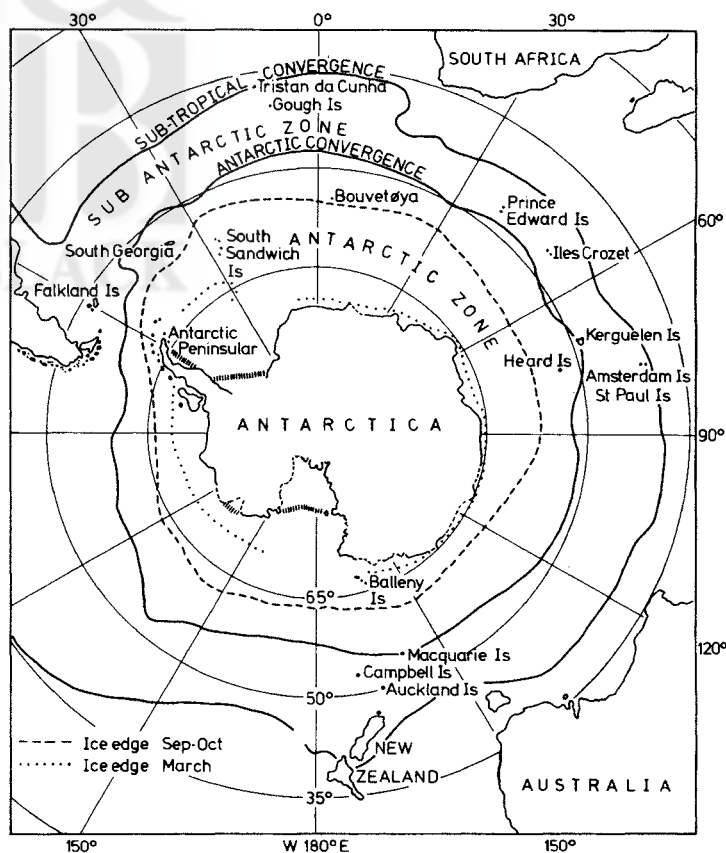 30°
0°
30°
SOUTH AFRICA
SUB-TROPICAL CONVERGENCE
Tristan da Cunha
Gough Is
SUB ANTARCTIC ZONE
ANTARCTIC CONVERGENCE
Bouvetøya
Prince
Edward Is
60°
South Georgia
South
Sandwich
Is
ANTARCTIC ZONE
Iles Crozet
Falkland Is
Antarctic
Peninsular
Kerguelen Is
Heard Is
Amsterdam Is
St Paul Is
ANTARCTICA
90°
Balleny
Is
65°
120°
Macquarie Is
Campbell Is
Auckland Is
50°
Ice edge Sep-Oct
Ice edge March
NEW
ZEALAND
35°
AUSTRALIA
150°
W 180°E
150°